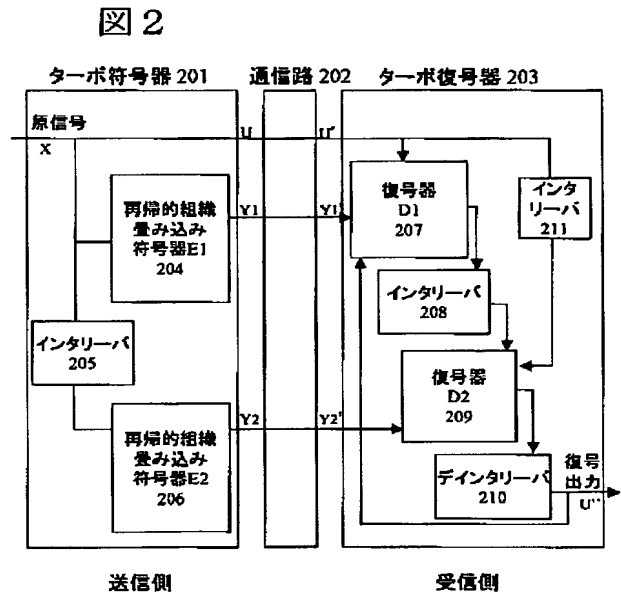 図2
ターボ符号器 201
通信路 202
ターボ復号器 203
原信号
X
U
U'
再帰的組織
畳み込み
符号器E1
204
Y1
Y1'
復号器
D1
207
インタ
リーバ
211
インタリーバ
208
インタリーバ
205
復号器
D2
209
再帰的組織
畳み込み
符号器E2
206
Y2
Y2'
デインタリーバ
210
復号
出力
U''
送信側
受信側